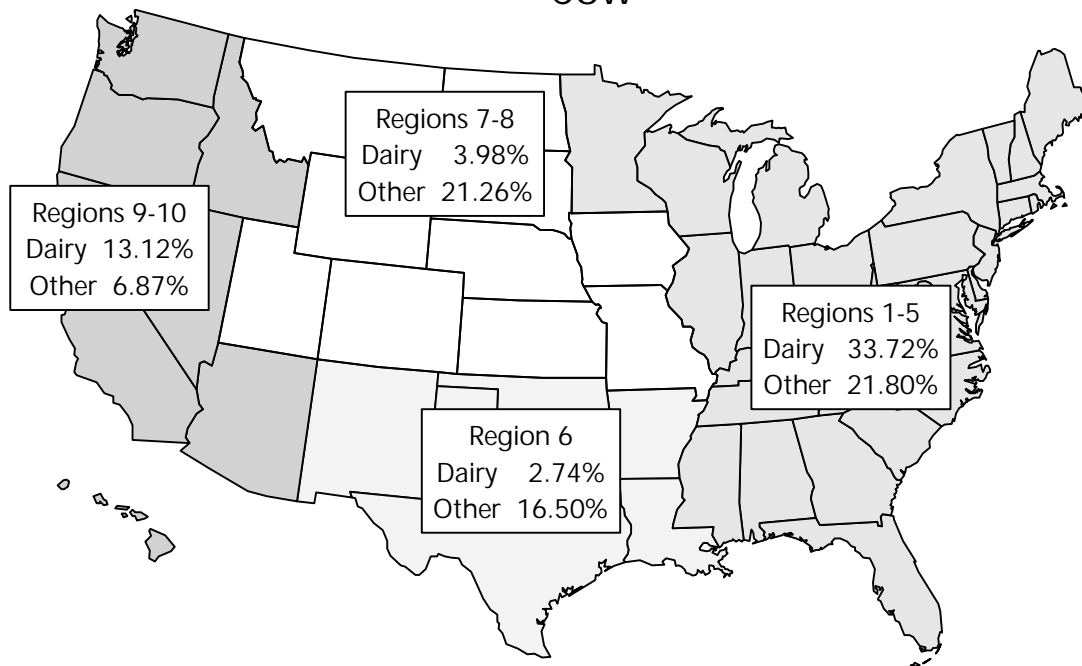 Regions 7-8
Dairy 3.98%
Other 21.26%
Regions 9-10
Dairy 13.12%
Other 6.87%
Regions 1-5
Dairy 33.72%
Other 21.80%
Region 6
Dairy 2.74%
Other 16.50%